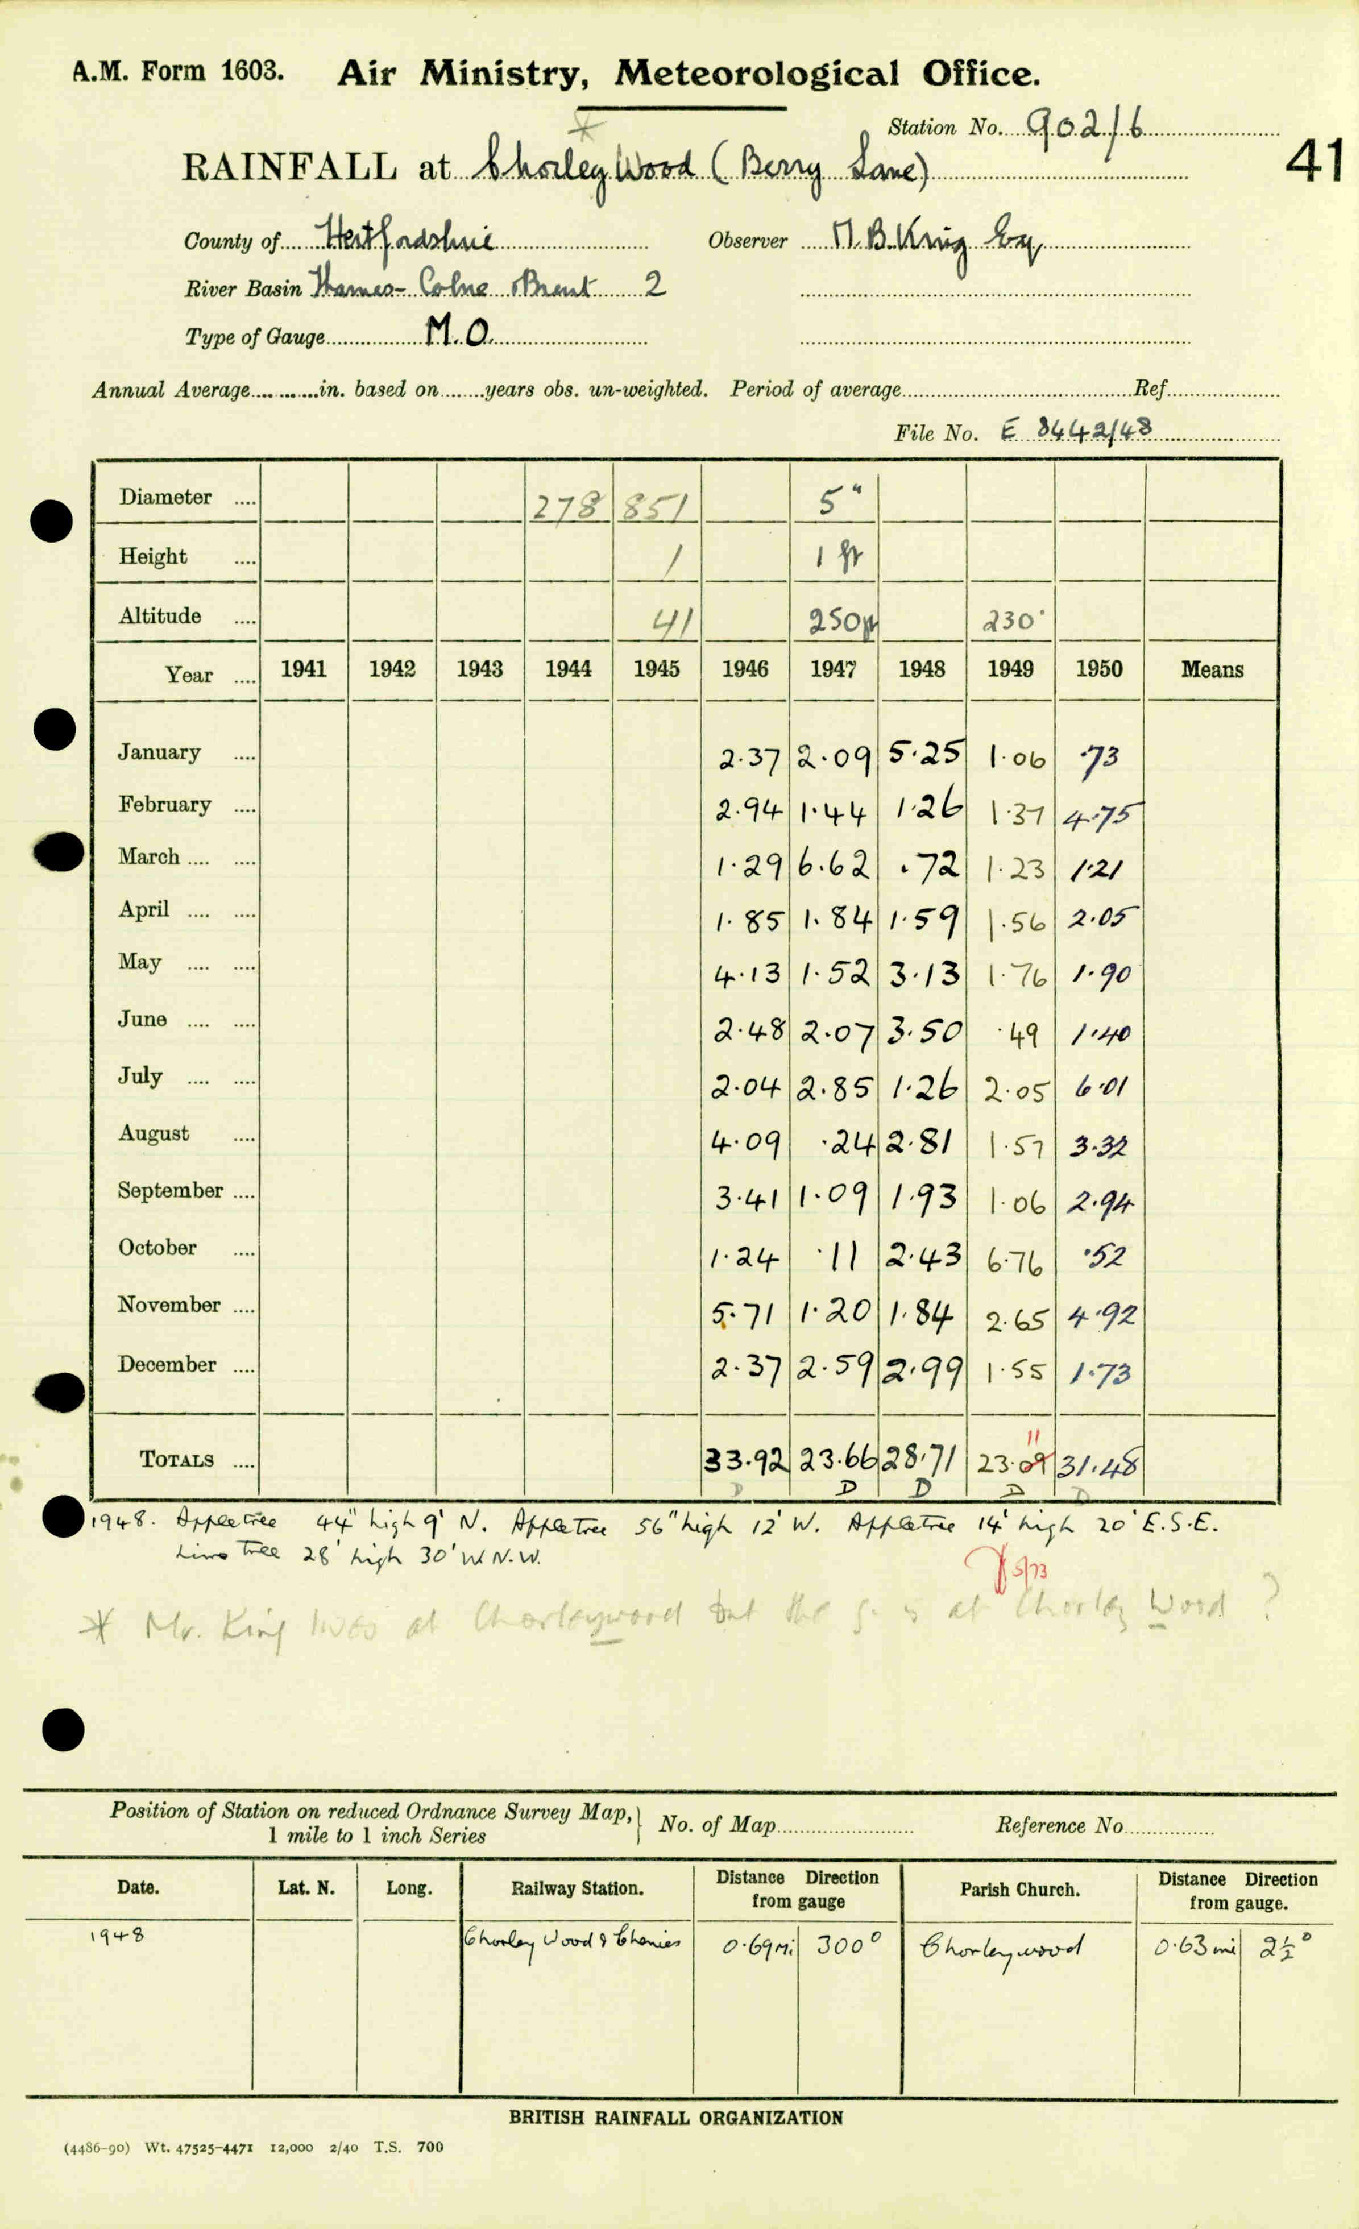 A.M. Form 1603. Air Ministry, Meteorological Office.
Station No. 902/6
41
RAINFALL at Chorley Wood (Berry Lane)
County of Hertfordshire Observer M.B. King Esq
River Basin Thames-Colne & Brent 2
Type of Gauge M.O.
Annual Average in. based on years obs. un-weighted. Period of average Ref
File No. E 8442/48
Diameter 278 851 5"
Height 1 1 ft
Altitude 41 250ft 230'
Year 1941 1942 1943 1944 1945 1946 1947 1948 1949 1950 Means
January 2.37 2.09 5.25 1.06 .73
February 2.94 1.44 1.26 1.37 4.75
March 1.29 6.62 .72 1.23 1.21
April 1.85 1.84 1.59 1.56 2.05
May 4.13 1.52 3.13 1.76 1.90
June 2.48 2.07 3.50 .49 1.40
July 2.04 2.85 1.26 2.05 6.01
August 4.09 .24 2.81 1.57 3.32
September 3.41 1.09 1.93 1.06 2.94
October 1.24 .11 2.43 6.76 .52
November 5.71 1.20 1.84 2.65 4.92
December 2.37 2.59 2.99 1.55 1.73
11
TOTALS 33.92 23.66 28.71 23.09 31.48
D D D D D
1948. Appletree 44" high 9' N. Appletree 56" high 12' W. Appletree 14' high 20' E.S.E.
Lime Tree 28' high 30' W.N.W.
5/73
* Mr. King lives at Chorleywood but the g. is at Chorley Wood ?
Position of Station on reduced Ordnance Survey Map, No. of Map Reference No
1 mile to 1 inch Series
Date. Lat. N. Long. Railway Station. Distance Direction from gauge Parish Church. Distance Direction from gauge.
1948 Chorley Wood & Chenies 0.69 mi 300° Chorleywood 0.63 mi 2½°
BRITISH RAINFALL ORGANIZATION
(4486-90) Wt. 47525-4471 12,000 2/40 T.S. 700